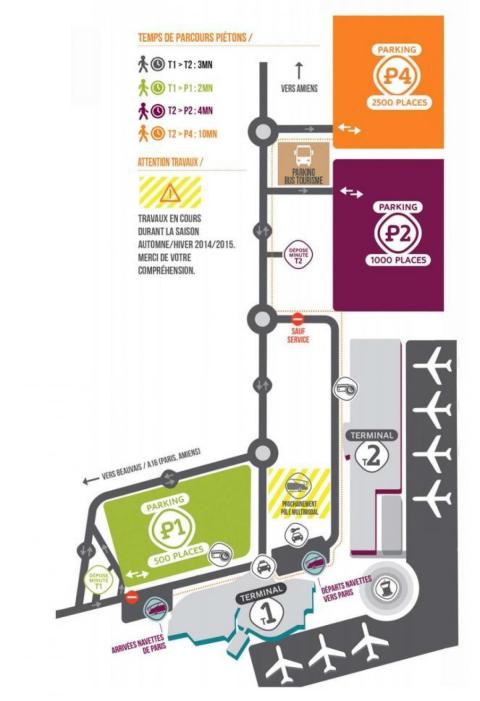 TEMPS DE PARCOURS PIÉTONS /
T1 > T2 : 3MN
T1 > P1 : 2MN
T2 > P2 : 4MN
T2 > P4 : 10MN
ATTENTION TRAVAUX /
TRAVAUX EN COURS
DURANT LA SAISON
AUTOMNE/HIVER 2014/2015.
MERCI DE VOTRE
COMPRÉHENSION.
VERS AMIENS
PARKING
P4
2500 PLACES
PARKING
BUS TOURISME
PARKING
P2
1000 PLACES
DÉPOSE
MINUTE
T2
SAUF
SERVICE
TERMINAL
T2
VERS BEAUVAIS / A16 (PARIS, AMIENS)
PARKING
P1
500 PLACES
PROCHAINEMENT
PÔLE MULTIMODAL
DÉPOSE
MINUTE
T1
TERMINAL
T1
DÉPARTS NAVETTES
VERS PARIS
ARRIVÉES NAVETTES
DE PARIS